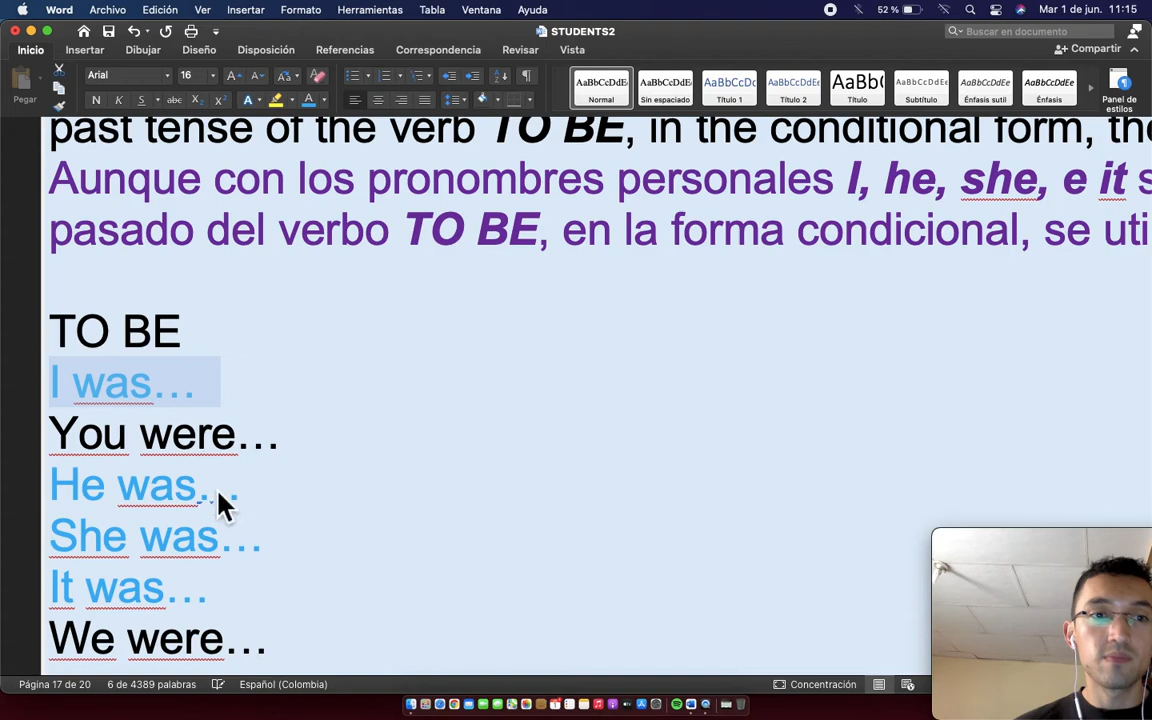 Word Archivo Edición Ver Insertar Formato Herramientas Tabla Ventana Ayuda 52 % Mar 1 de jun. 11:15
STUDENTS2 Buscar en documento
Inicio Insertar Dibujar Diseño Disposición Referencias Correspondencia Revisar Vista Compartir
Pegar Arial 16 Panel de estilos
N K S abc X₂ X² A A
AaBbCcDdEe AaBbCcDdEe AaBbCcDc AaBbCcDdEe AaBb( AaBbCcDdEe AaBbCcDdEe AaBbCcDdEe
Normal Sin espaciado Título 1 Título 2 Título Subtítulo Énfasis sutil Énfasis
past tense of the verb TO BE, in the conditional form, the
Aunque con los pronombres personales I, he, she, e it s
pasado del verbo TO BE, en la forma condicional, se uti
TO BE
I was…
You were…
He was…
She was…
It was…
We were…
Página 17 de 20 6 de 4389 palabras Español (Colombia) Concentración